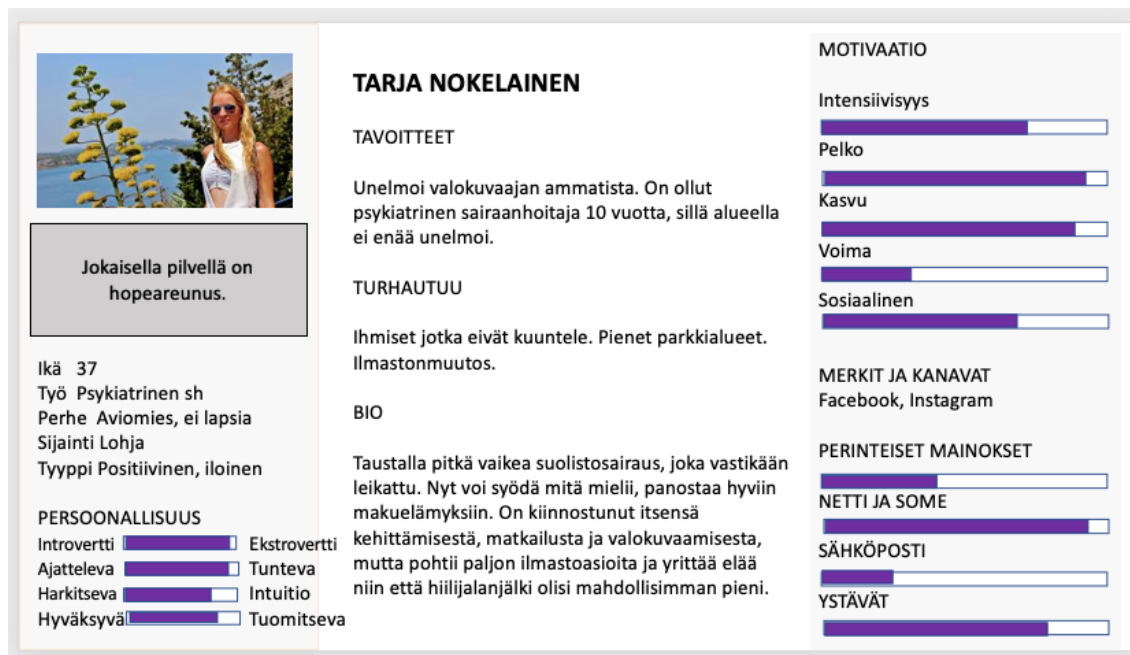 Jokaisella pilvellä on
hopeareunus.
Ikä 37
Työ Psykiatrinen sh
Perhe Aviomies, ei lapsia
Sijainti Lohja
Tyyppi Positiivinen, iloinen
PERSOONALLISUUS
Introvertti Ekstrovertti
Ajatteleva Tunteva
Harkitseva Intuitio
Hyväksyvä Tuomitseva
TARJA NOKELAINEN
TAVOITTEET
Unelmoi valokuvaajan ammatista. On ollut
psykiatrinen sairaanhoitaja 10 vuotta, sillä alueella
ei enää unelmoi.
TURHAUTUU
Ihmiset jotka eivät kuuntele. Pienet parkkialueet.
Ilmastonmuutos.
BIO
Taustalla pitkä vaikea suolistosairaus, joka vastikään
leikattu. Nyt voi syödä mitä mielii, panostaa hyviin
makuelämyksiin. On kiinnostunut itsensä
kehittämisestä, matkailusta ja valokuvaamisesta,
mutta pohtii paljon ilmastoasioita ja yrittää elää
niin että hiilijalanjälki olisi mahdollisimman pieni.
MOTIVAATIO
Intensiivisyys
Pelko
Kasvu
Voima
Sosiaalinen
MERKIT JA KANAVAT
Facebook, Instagram
PERINTEISET MAINOKSET
NETTI JA SOME
SÄHKÖPOSTI
YSTÄVÄT